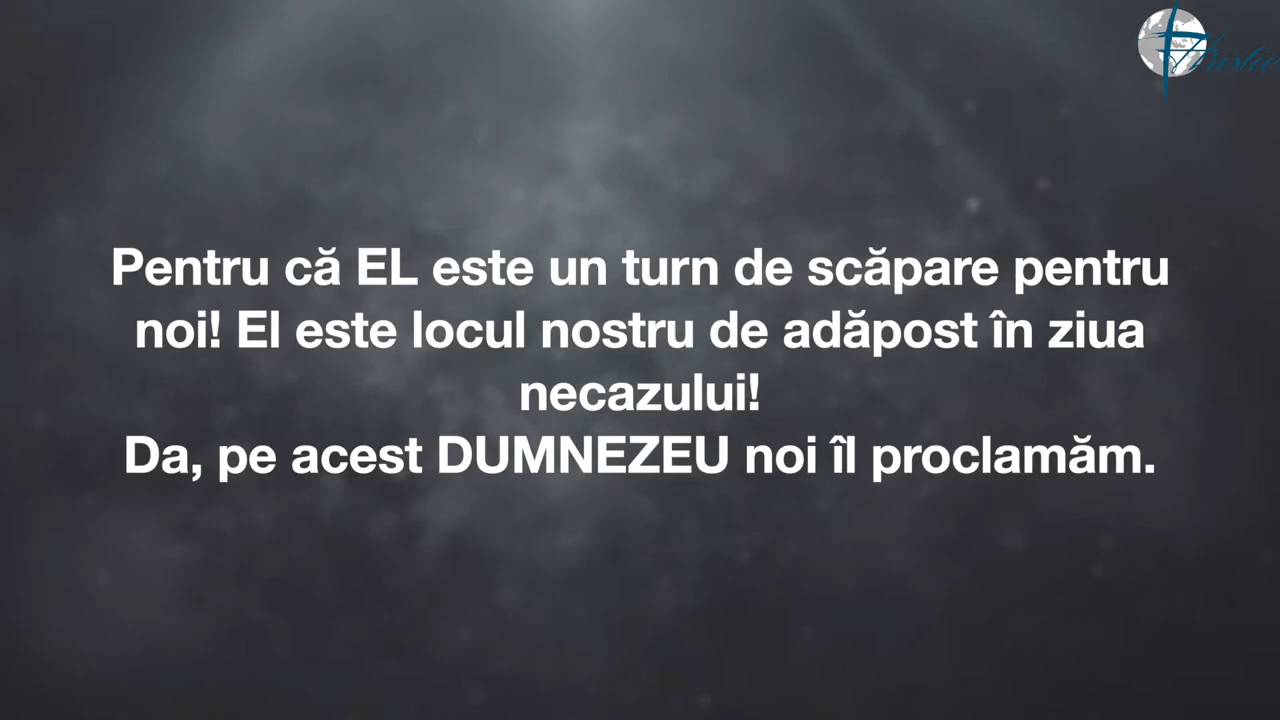 Pentru că EL este un turn de scăpare pentru
noi! El este locul nostru de adăpost în ziua
necazului!
Da, pe acest DUMNEZEU noi îl proclamăm.